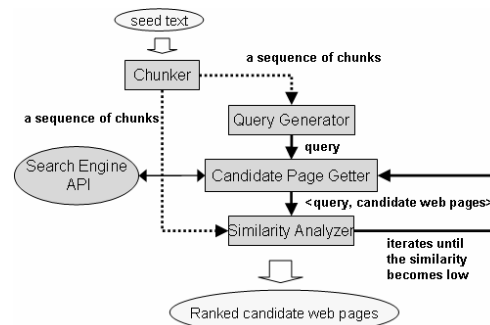 seed text
Chunker
a sequence of chunks
a sequence of chunks
Query Generator
query
Search Engine
API
Candidate Page Getter
<query, candidate web pages>
Similarity Analyzer
iterates until
the similarity
becomes low
Ranked candidate web pages